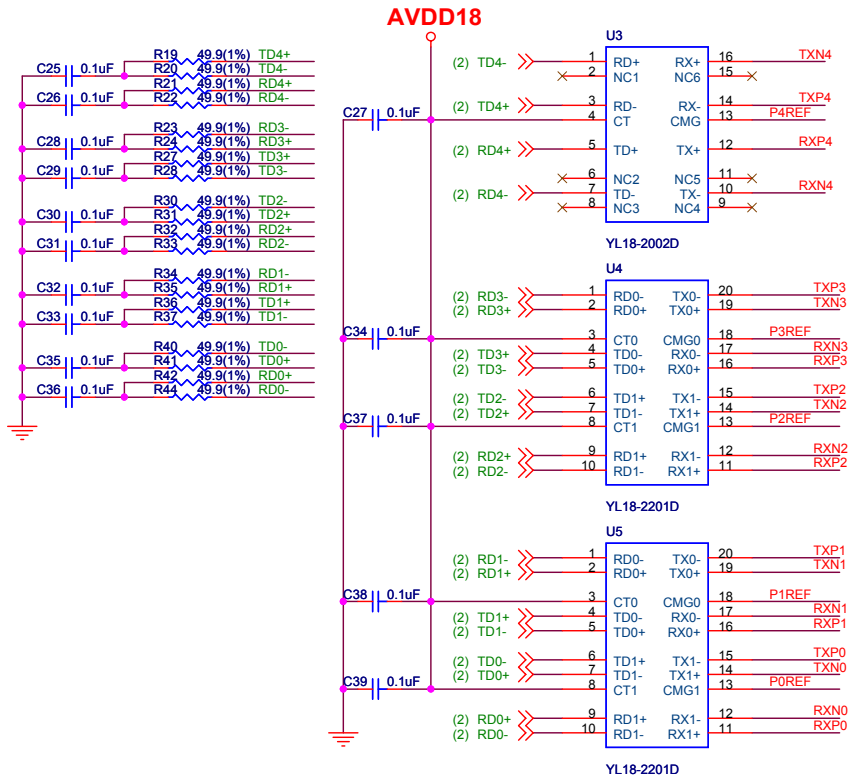 AVDD18
R19 49.9(1%) TD4+
C25 0.1uF R20 49.9(1%) TD4-
R21 49.9(1%) RD4+
C26 0.1uF R22 49.9(1%) RD4-
R23 49.9(1%) RD3-
C28 0.1uF R24 49.9(1%) RD3+
R27 49.9(1%) TD3+
C29 0.1uF R28 49.9(1%) TD3-
R30 49.9(1%) TD2-
C30 0.1uF R31 49.9(1%) TD2+
R32 49.9(1%) RD2+
C31 0.1uF R33 49.9(1%) RD2-
R34 49.9(1%) RD1-
C32 0.1uF R35 49.9(1%) RD1+
R36 49.9(1%) TD1+
C33 0.1uF R37 49.9(1%) TD1-
R40 49.9(1%) TD0-
C35 0.1uF R41 49.9(1%) TD0+
R42 49.9(1%) RD0+
C36 0.1uF R44 49.9(1%) RD0-
C27 0.1uF
C34 0.1uF
C37 0.1uF
C38 0.1uF
C39 0.1uF
U3
(2) TD4- 1 RD+ RX+ 16 TXN4
2 NC1 NC6 15
(2) TD4+ 3 RD- RX- 14 TXP4
4 CT CMG 13 P4REF
(2) RD4+ 5 TD+ TX+ 12 RXP4
6 NC2 NC5 11
(2) RD4- 7 TD- TX- 10 RXN4
8 NC3 NC4 9
YL18-2002D
U4
(2) RD3- 1 RD0- TX0- 20 TXP3
(2) RD3+ 2 RD0+ TX0+ 19 TXN3
3 CT0 CMG0 18 P3REF
(2) TD3+ 4 TD0- RX0- 17 RXN3
(2) TD3- 5 TD0+ RX0+ 16 RXP3
(2) TD2- 6 TD1+ TX1- 15 TXP2
(2) TD2+ 7 TD1- TX1+ 14 TXN2
8 CT1 CMG1 13 P2REF
(2) RD2+ 9 RD1+ RX1- 12 RXN2
(2) RD2- 10 RD1- RX1+ 11 RXP2
YL18-2201D
U5
(2) RD1- 1 RD0- TX0- 20 TXP1
(2) RD1+ 2 RD0+ TX0+ 19 TXN1
3 CT0 CMG0 18 P1REF
(2) TD1+ 4 TD0- RX0- 17 RXN1
(2) TD1- 5 TD0+ RX0+ 16 RXP1
(2) TD0- 6 TD1+ TX1- 15 TXP0
(2) TD0+ 7 TD1- TX1+ 14 TXN0
8 CT1 CMG1 13 P0REF
(2) RD0+ 9 RD1+ RX1- 12 RXN0
(2) RD0- 10 RD1- RX1+ 11 RXP0
YL18-2201D